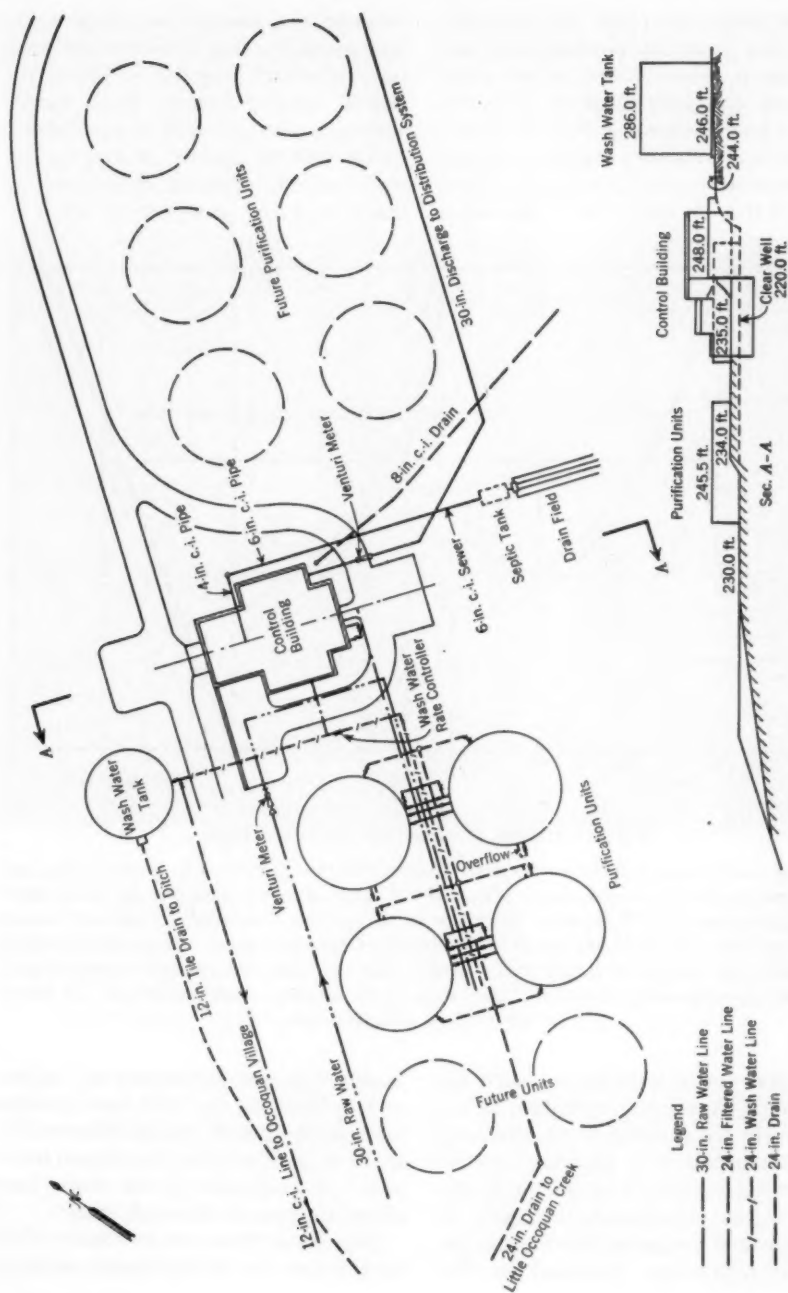 Future Purification Units
30-in. Discharge to Distribution System
4-in. c.-i. Pipe
6-in. c.-i. Pipe
Venturi Meter
8-in. c.-i. Drain
Control
Building
A
Wash Water
Tank
Wash Water
Rate Controller
6-in. c.-i. Sewer
Septic Tank
Drain Field
A
Venturi Meter
12-in. Tile Drain to Ditch
12-in. c.-i. Line to Occoquan Village
30-in. Raw Water
Overflow
Purification Units
Future Units
24-in. Drain to
Little Occoquan Creek
Legend
30-in. Raw Water Line
24-in. Filtered Water Line
24-in. Wash Water Line
24-in. Drain
Wash Water Tank
286.0 ft.
246.0 ft.
244.0 ft.
Control Building
248.0 ft.
235.0 ft.
Clear Well
220.0 ft.
Purification Units
245.5 ft.
234.0 ft.
230.0 ft.
Sec. A-A